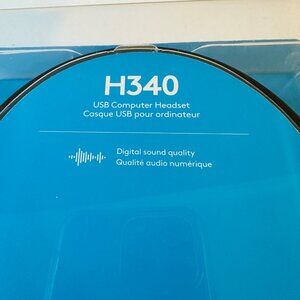 H340
USB Computer Headset
Casque USB pour ordinateur
Digital sound quality
Qualité audio numérique